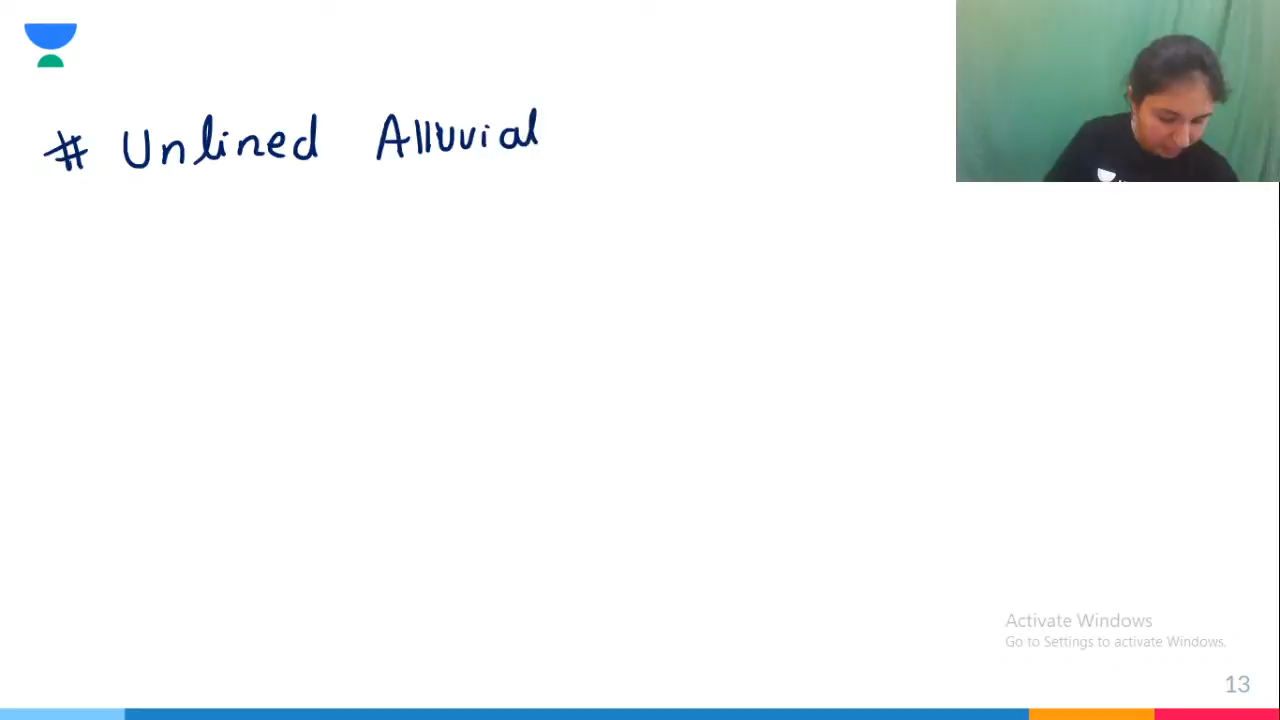 # Unlined Alluvial
Activate Windows
Go to Settings to activate Windows.
13